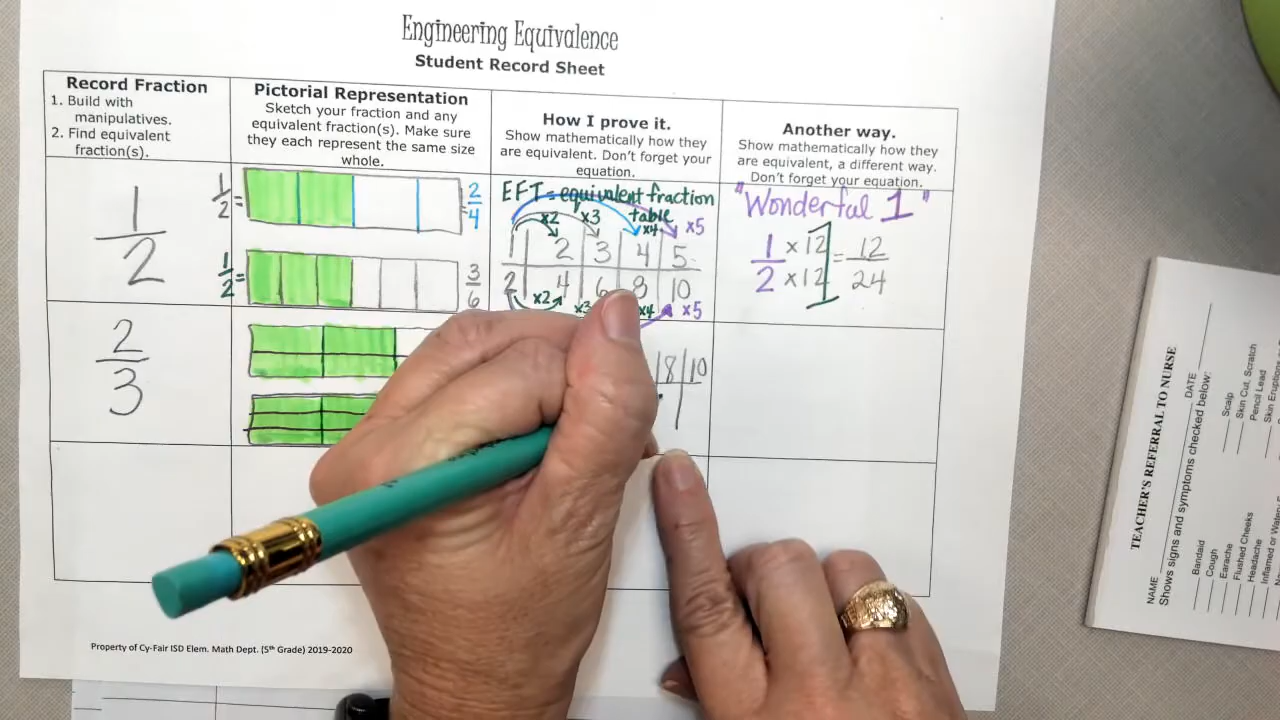 Engineering Equivalence
Student Record Sheet
Record Fraction
1. Build with
manipulatives.
2. Find equivalent
fraction(s).
Pictorial Representation
Sketch your fraction and any
equivalent fraction(s). Make sure
they each represent the same size
whole.
How I prove it.
Show mathematically how they
are equivalent. Don't forget your
equation.
Another way.
Show mathematically how they
are equivalent, a different way.
Don't forget your equation.
1
2
1/2 =
2/4
1/2 =
3
6
EFT = equivalent fraction
table
x2 x3 x4 x5
1 2 3 4 5
2 4 6 8 10
x2 x3 x4 x5
"Wonderful 1"
1 x 12 = 12
2 x 12 24
2
3
8 10
Property of Cy-Fair ISD Elem. Math Dept. (5th Grade) 2019-2020
TEACHER'S REFERRAL TO NURSE
NAME DATE
Shows signs and symptoms checked below:
Bandaid
Cough
Earache
Flushed Cheeks
Headache
Scalp
Skin Cut, Scratch
Pencil Lead